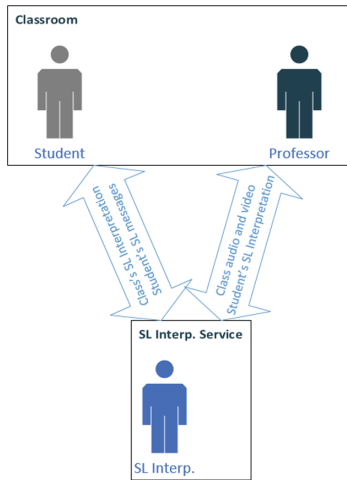 Classroom
Student
Professor
Class's SL Interpretation
Student's SL messages
Class audio and video
Student's SL Interpretation
SL Interp. Service
SL Interp.